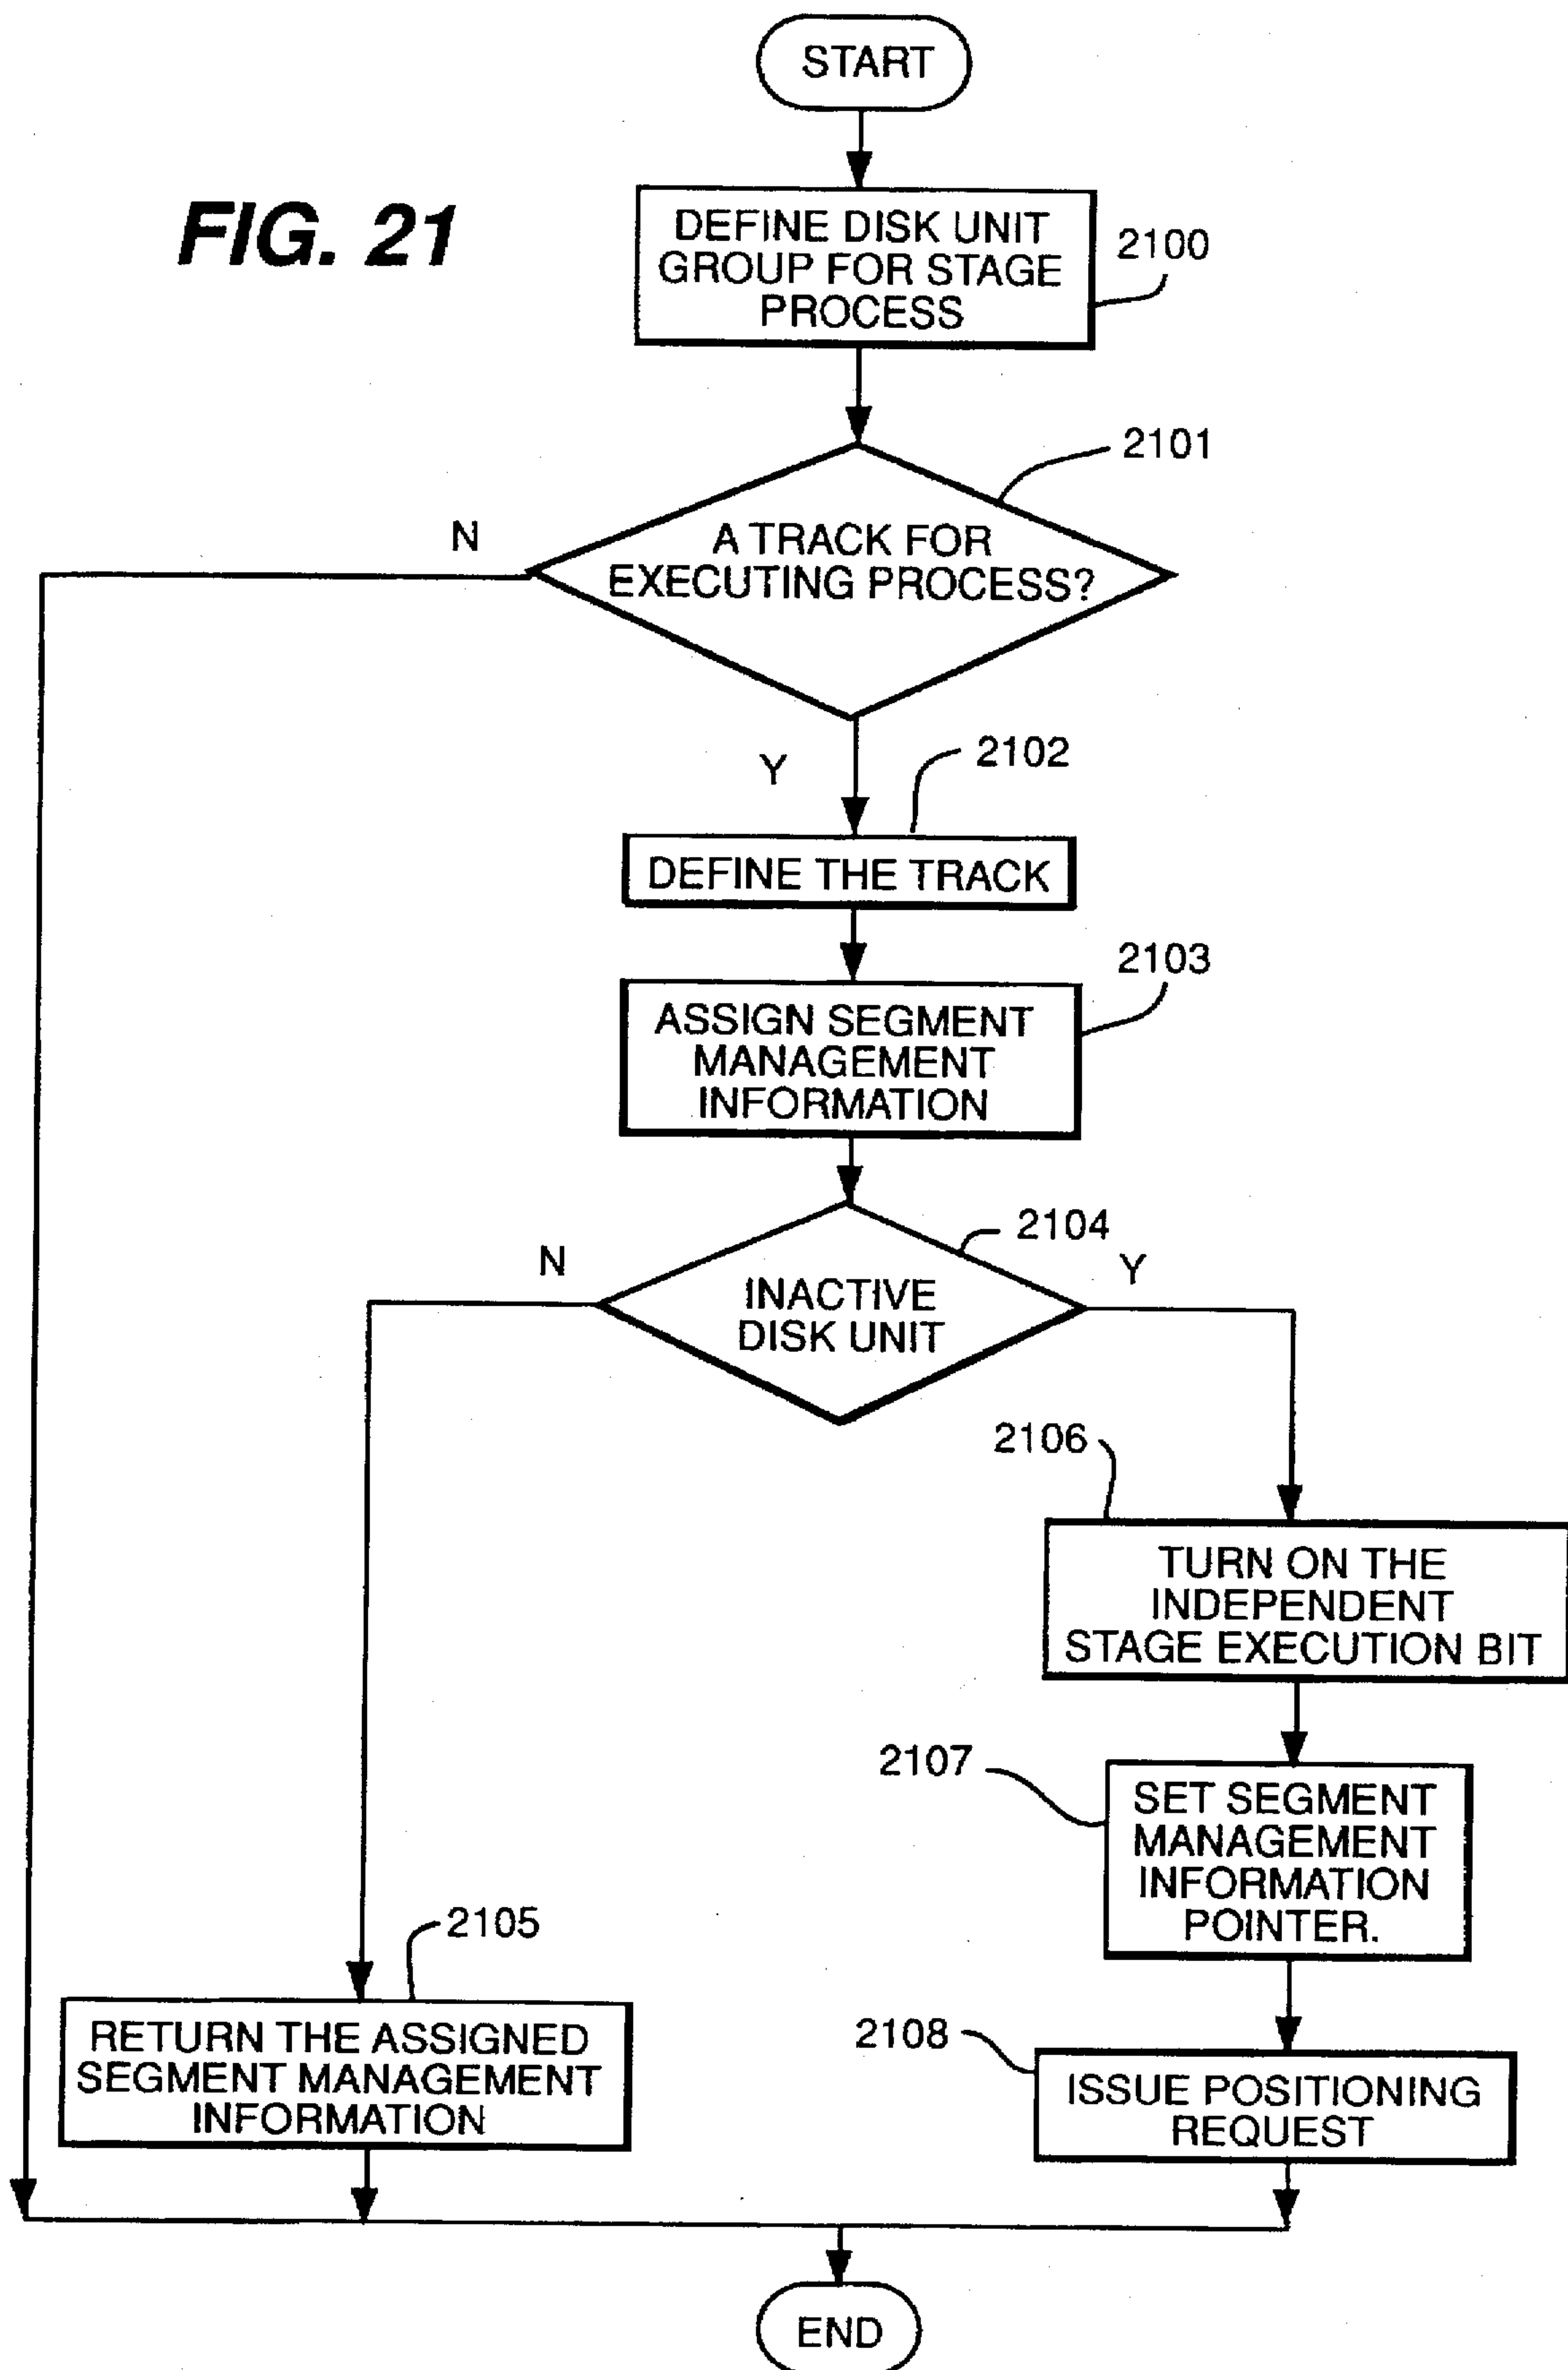 START
FIG. 21
DEFINE DISK UNIT
GROUP FOR STAGE
PROCESS
2100
2101
A TRACK FOR
EXECUTING PROCESS?
N
Y
2102
DEFINE THE TRACK
2103
ASSIGN SEGMENT
MANAGEMENT
INFORMATION
2104
N
Y
INACTIVE
DISK UNIT
2106
TURN ON THE
INDEPENDENT
STAGE EXECUTION BIT
2107
SET SEGMENT
MANAGEMENT
INFORMATION
POINTER.
2105
RETURN THE ASSIGNED
SEGMENT MANAGEMENT
INFORMATION
2108
ISSUE POSITIONING
REQUEST
END